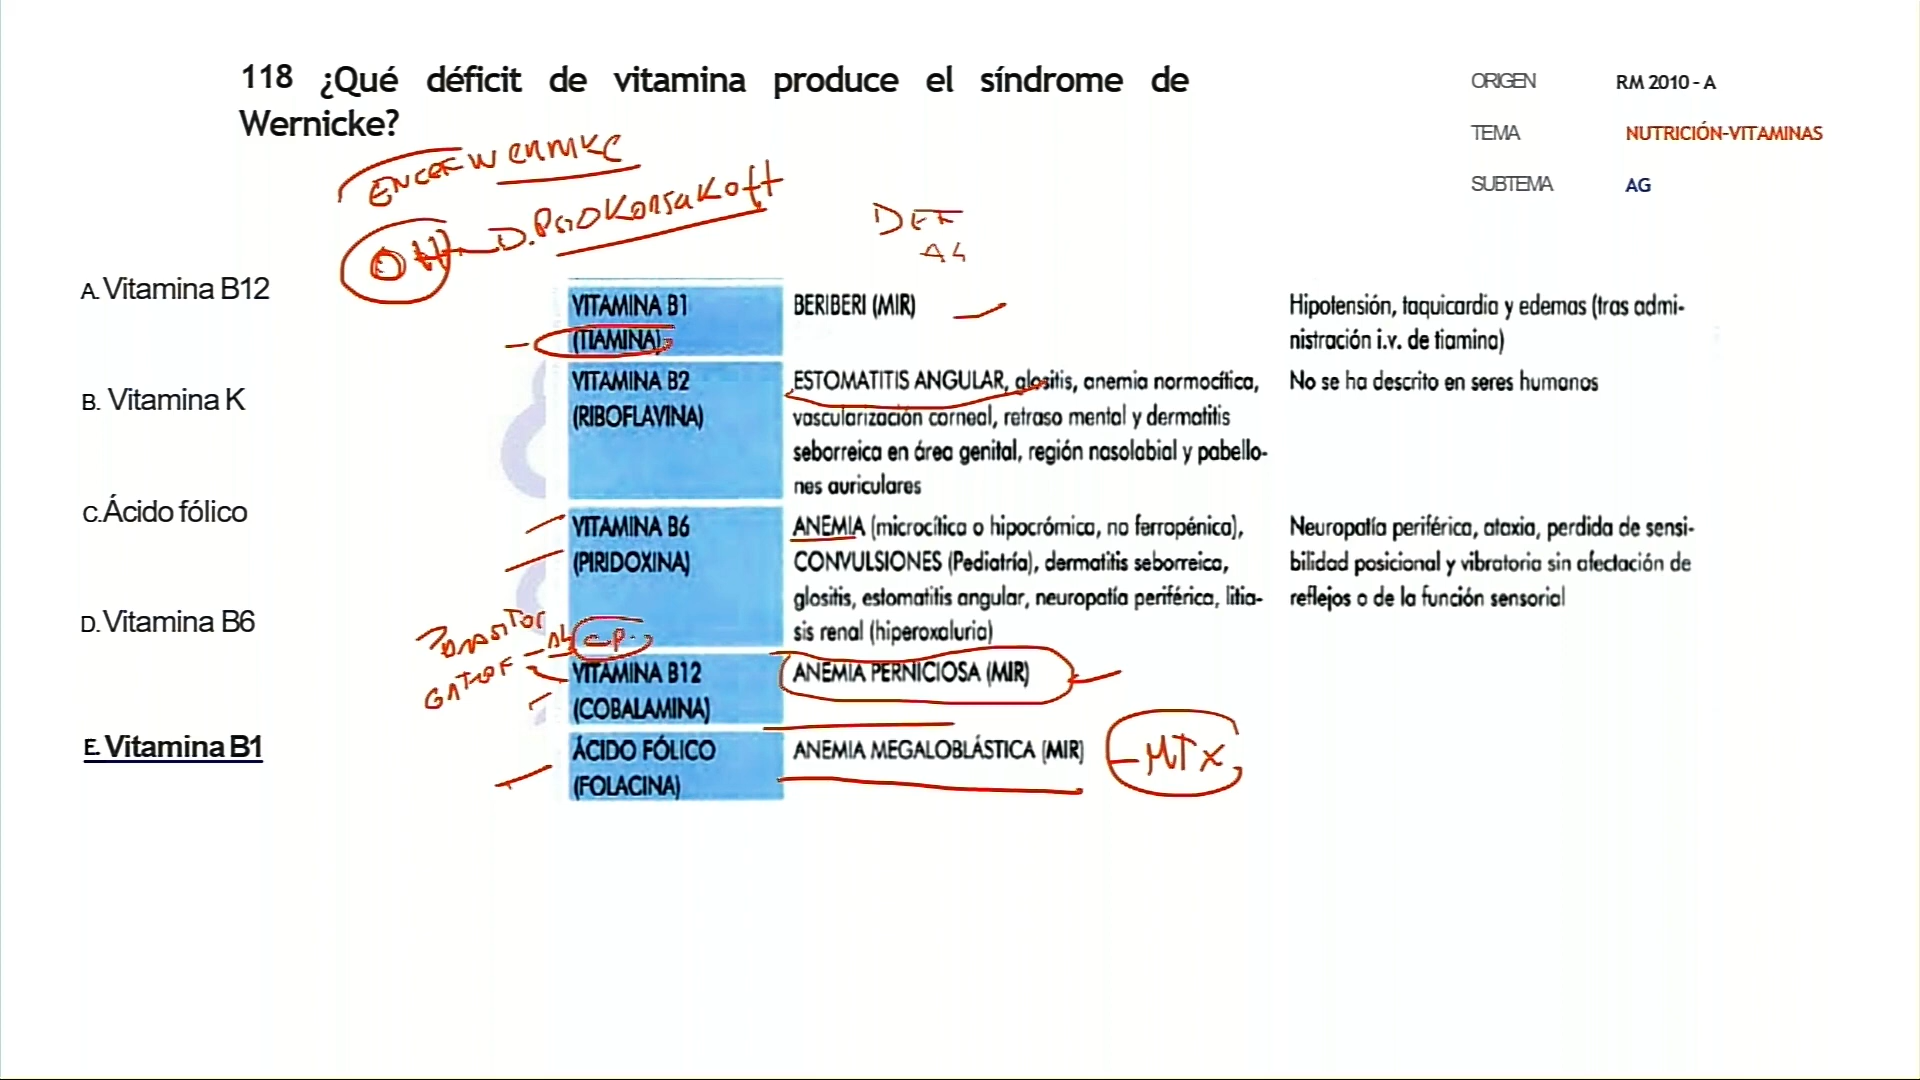 118 ¿Qué déficit de vitamina produce el síndrome de
Wernicke?
ORIGEN RM 2010 - A
TEMA NUTRICIÓN-VITAMINAS
SUBTEMA AG
ENCEF WERNIKE
OH D. PSIO KORSAKOFF
DEF
A. Vitamina B12
B. Vitamina K
C. Ácido fólico
D. Vitamina B6
E. Vitamina B1
VITAMINA B1 BERIBERI (MIR) Hipotensión, taquicardia y edemas (tras admi-
(TIAMINA) nistración i.v. de tiamina)
VITAMINA B2 ESTOMATITIS ANGULAR, glositis, anemia normocítica, No se ha descrito en seres humanos
(RIBOFLAVINA) vascularización corneal, retraso mental y dermatitis
seborreica en área genital, región nasolabial y pabello-
nes auriculares
VITAMINA B6 ANEMIA (microcítica o hipocrómica, no ferropénica), Neuropatía periférica, ataxia, perdida de sensi-
(PIRIDOXINA) CONVULSIONES (Pediatría), dermatitis seborreica, bilidad posicional y vibratoria sin afectación de
glositis, estomatitis angular, neuropatía periférica, litia- reflejos o de la función sensorial
sis renal (hiperoxaluria)
VITAMINA B12 ANEMIA PERNICIOSA (MIR)
(COBALAMINA)
ÁCIDO FÓLICO ANEMIA MEGALOBLÁSTICA (MIR) - MTX
(FOLACINA)